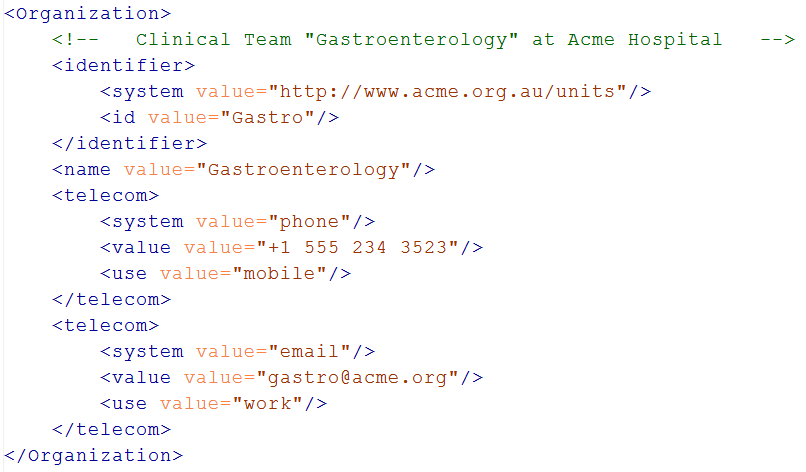 <Organization>
    <!--   Clinical Team "Gastroenterology" at Acme Hospital   -->
    <identifier>
        <system value="http://www.acme.org.au/units"/>
        <id value="Gastro"/>
    </identifier>
    <name value="Gastroenterology"/>
    <telecom>
        <system value="phone"/>
        <value value="+1 555 234 3523"/>
        <use value="mobile"/>
    </telecom>
    <telecom>
        <system value="email"/>
        <value value="gastro@acme.org"/>
        <use value="work"/>
    </telecom>
</Organization>